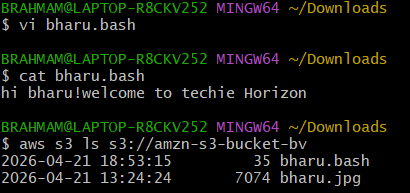 BRAHMAM@LAPTOP-R8CKV252 MINGW64 ~/Downloads
$ vi bharu.bash
BRAHMAM@LAPTOP-R8CKV252 MINGW64 ~/Downloads
$ cat bharu.bash
hi bharu!welcome to techie Horizon
BRAHMAM@LAPTOP-R8CKV252 MINGW64 ~/Downloads
$ aws s3 ls s3://amzn-s3-bucket-bv
2026-04-21 18:53:15         35 bharu.bash
2026-04-21 13:24:24       7074 bharu.jpg